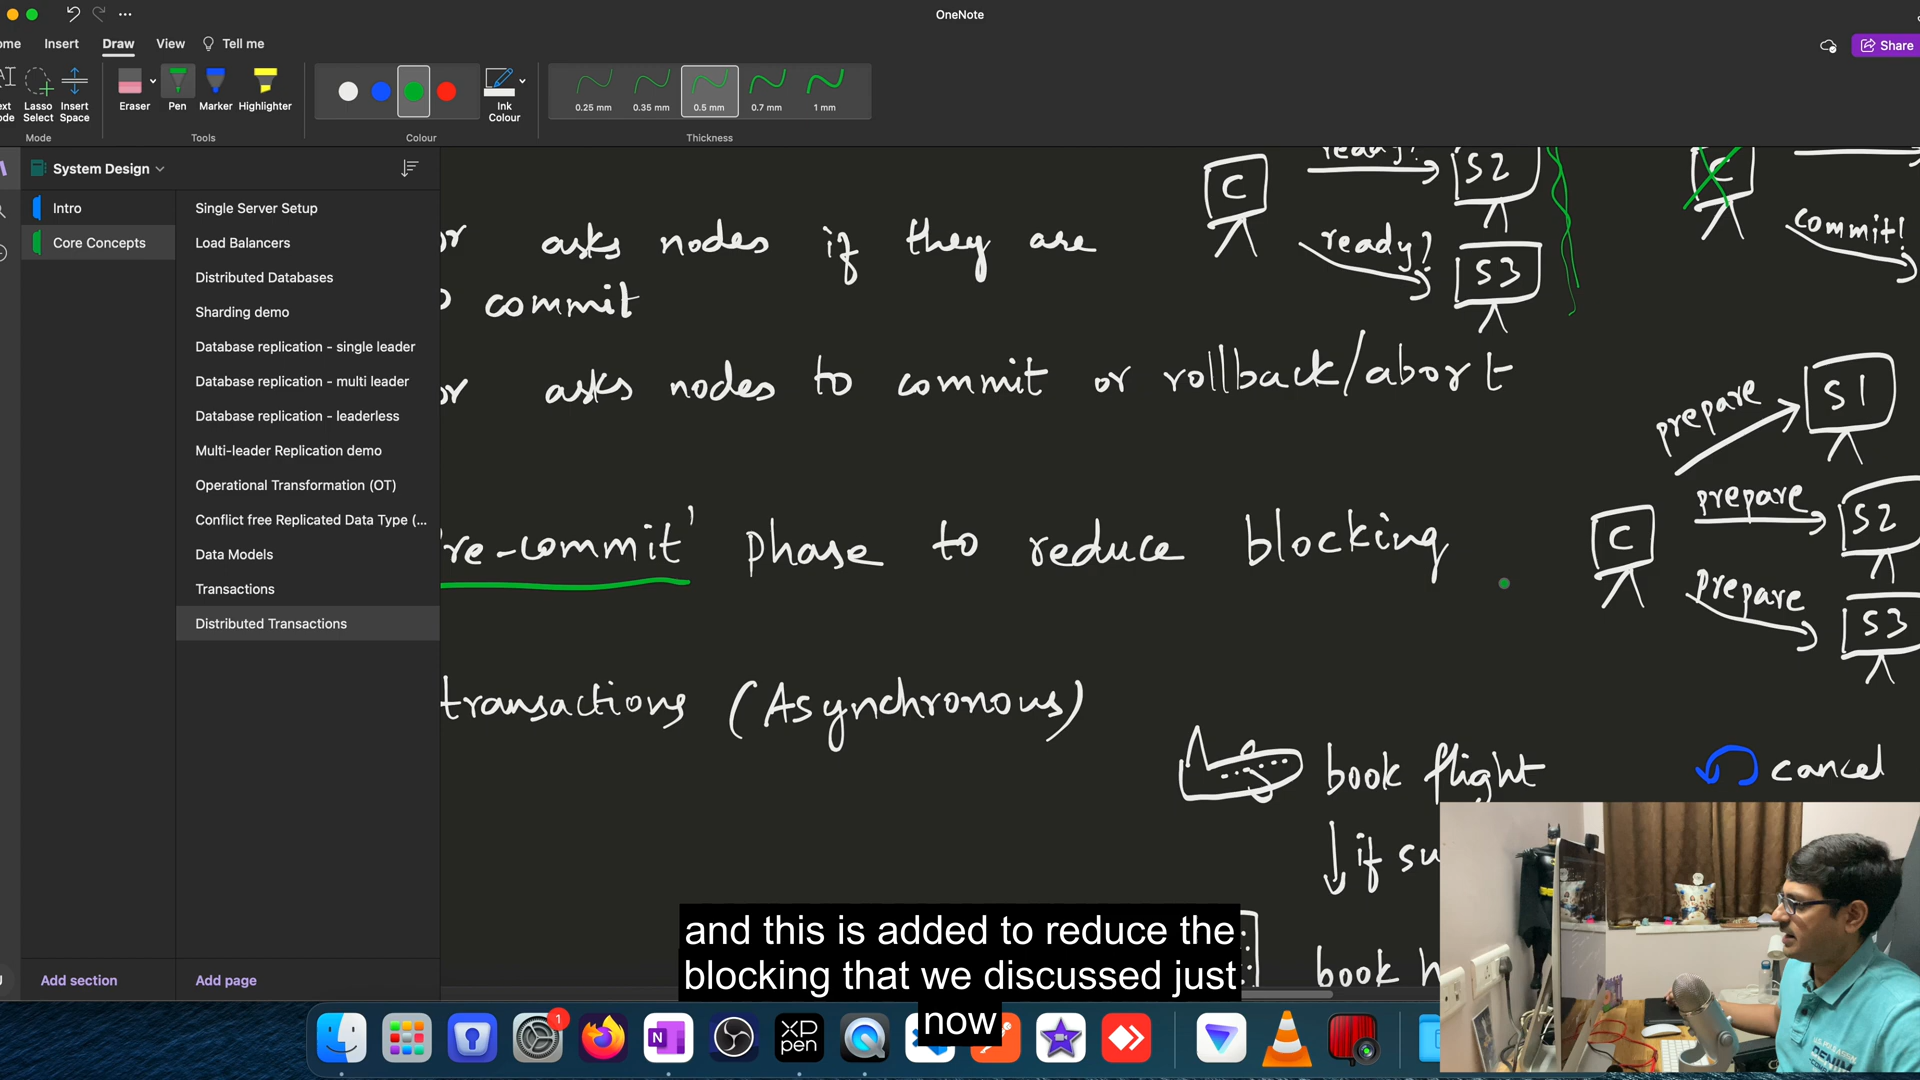 OneNote
ome Insert Draw View Tell me
Share
ext ode
Lasso Select
Insert Space
Eraser Pen Marker Highlighter
Ink Colour
0.25 mm 0.35 mm 0.5 mm 0.7 mm 1 mm
Mode Tools Colour Thickness
System Design
Intro
Core Concepts
Single Server Setup
Load Balancers
Distributed Databases
Sharding demo
Database replication - single leader
Database replication - multi leader
Database replication - leaderless
Multi-leader Replication demo
Operational Transformation (OT)
Conflict free Replicated Data Type (...
Data Models
Transactions
Distributed Transactions
Add section
Add page
ready?
C
S2
ready?
S3
C
commit!
or asks nodes if they are
commit
or asks nodes to commit or rollback/abort
prepare
S1
C
prepare
S2
prepare
S3
re-commit' phase to reduce blocking
transactions (Asynchronous)
book flight
cancel
if su
book h
and this is added to reduce the
blocking that we discussed just
now
1
N
XP
pen